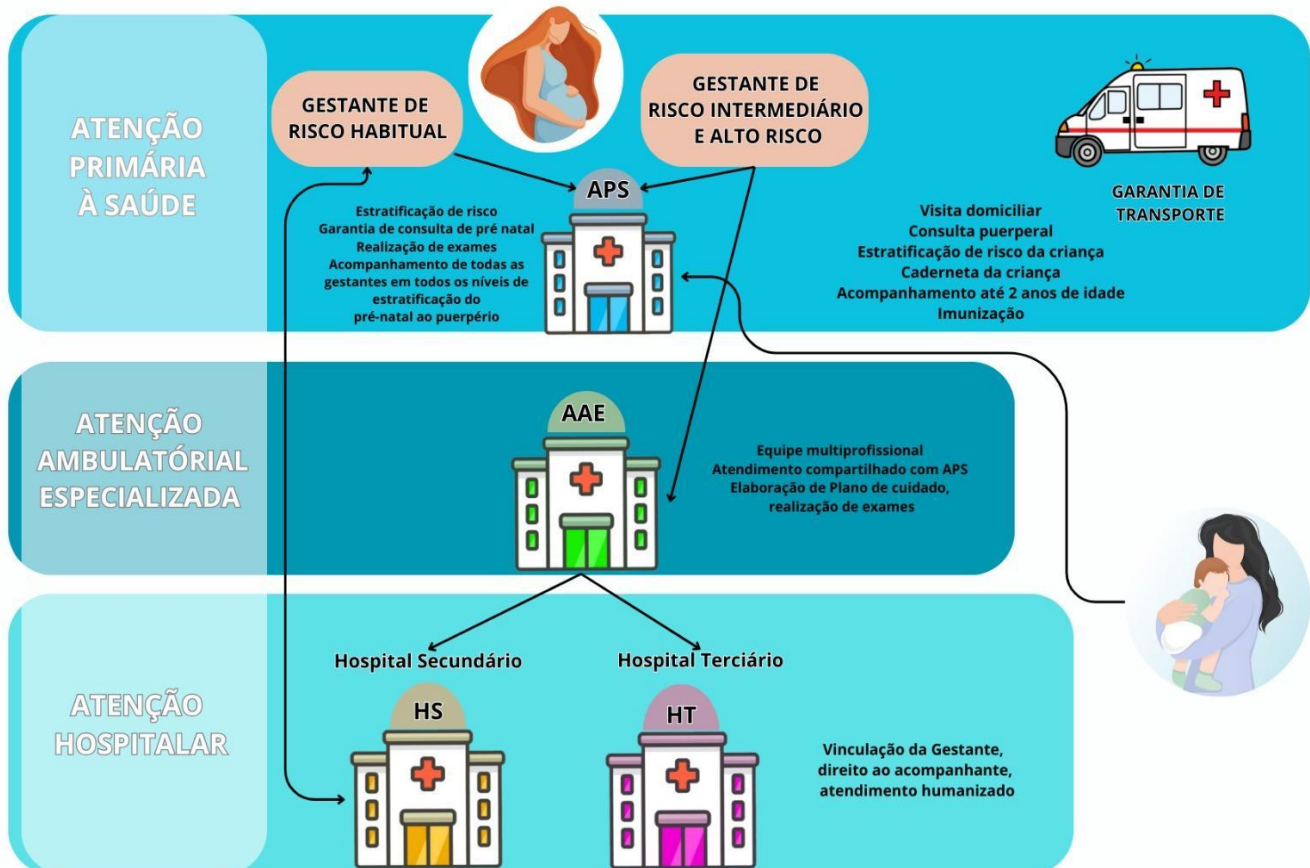 ATENÇÃO
PRIMÁRIA
À SAÚDE
GESTANTE DE
RISCO HABITUAL
GESTANTE DE
RISCO INTERMEDIÁRIO
E ALTO RISCO
APS
GARANTIA DE
TRANSPORTE
Estratificação de risco
Garantia de consulta de pré natal
Realização de exames
Acompanhamento de todas as
gestantes em todos os níveis de
estratificação do
pré-natal ao puerpério
Visita domiciliar
Consulta puerperal
Estratificação de risco da criança
Caderneta da criança
Acompanhamento até 2 anos de idade
Imunização
ATENÇÃO
AMBULATÓRIAL
ESPECIALIZADA
AAE
Equipe multiprofissional
Atendimento compartilhado com APS
Elaboração de Plano de cuidado,
realização de exames
ATENÇÃO
HOSPITALAR
Hospital Secundário
HS
Hospital Terciário
HT
Vinculação da Gestante,
direito ao acompanhante,
atendimento humanizado